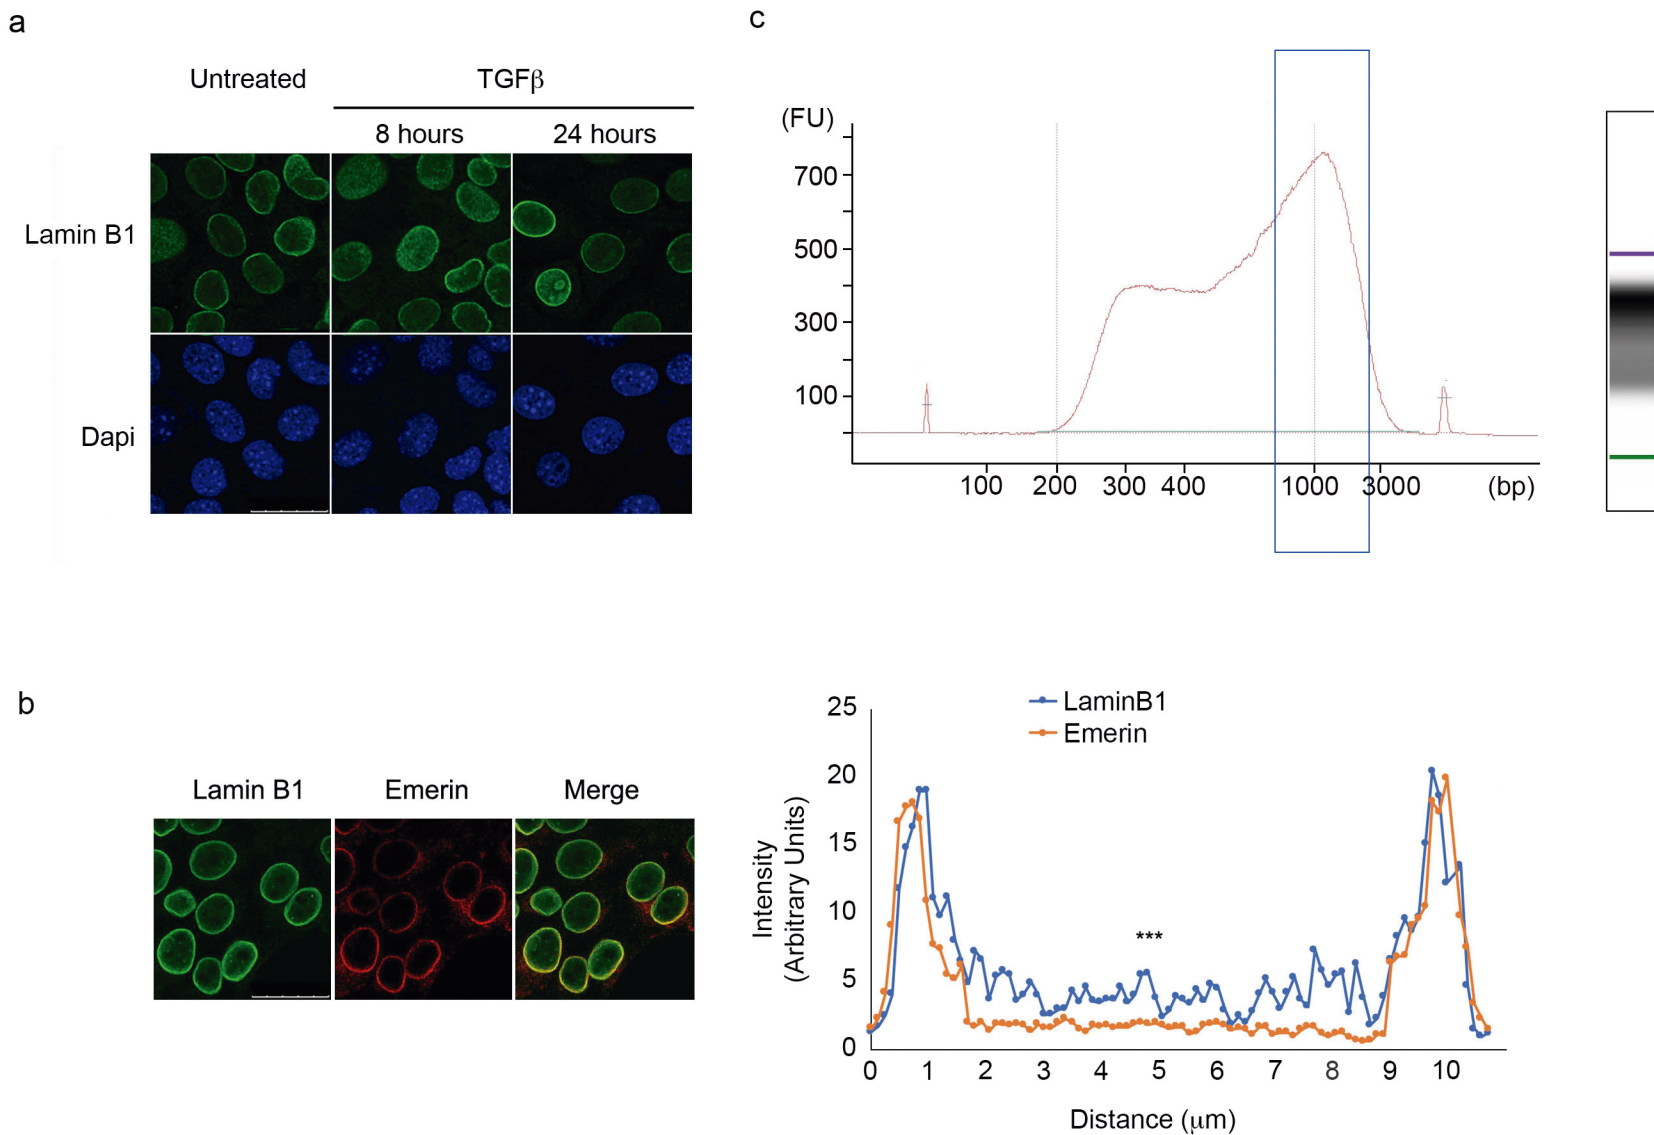 a
Untreated
TGFβ
8 hours
24 hours
Lamin B1
Dapi
c
(FU)
700
500
300
100
100 200 300 400 1000 3000 (bp)
b
Lamin B1
Emerin
Merge
LaminB1
Emerin
25
20
15
10
5
0
Intensity
(Arbitrary Units)
***
0 1 2 3 4 5 6 7 8 9 10
Distance (μm)